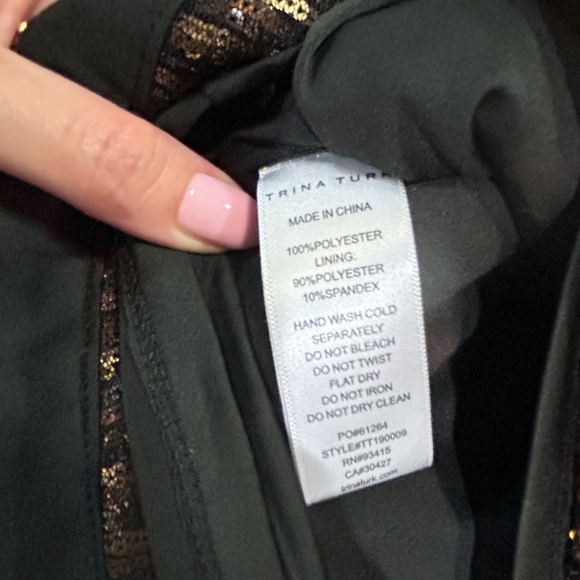 TRINA TURK
MADE IN CHINA
100%POLYESTER
LINING:
90%POLYESTER
10%SPANDEX
HAND WASH COLD
SEPARATELY
DO NOT BLEACH
DO NOT TWIST
FLAT DRY
DO NOT IRON
DO NOT DRY CLEAN
PO#61264
STYLE#TT190009
RN#93415
CA#30427
trinaturk.com